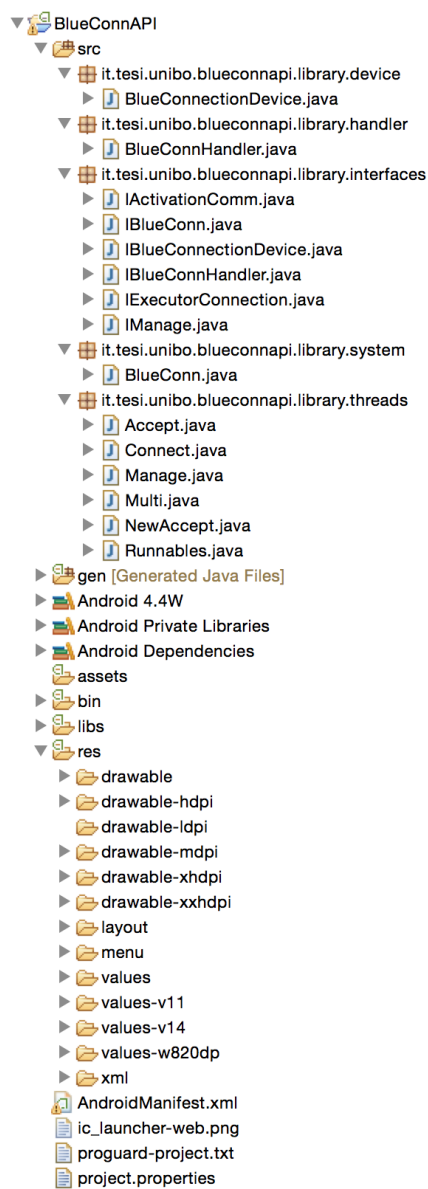 BlueConnAPI
src
it.tesi.unibo.blueconnapi.library.device
BlueConnectionDevice.java
it.tesi.unibo.blueconnapi.library.handler
BlueConnHandler.java
it.tesi.unibo.blueconnapi.library.interfaces
IActivationComm.java
IBlueConn.java
IBlueConnectionDevice.java
IBlueConnHandler.java
IExecutorConnection.java
IManage.java
it.tesi.unibo.blueconnapi.library.system
BlueConn.java
it.tesi.unibo.blueconnapi.library.threads
Accept.java
Connect.java
Manage.java
Multi.java
NewAccept.java
Runnables.java
gen [Generated Java Files]
Android 4.4W
Android Private Libraries
Android Dependencies
assets
bin
libs
res
drawable
drawable-hdpi
drawable-ldpi
drawable-mdpi
drawable-xhdpi
drawable-xxhdpi
layout
menu
values
values-v11
values-v14
values-w820dp
xml
AndroidManifest.xml
ic_launcher-web.png
proguard-project.txt
project.properties